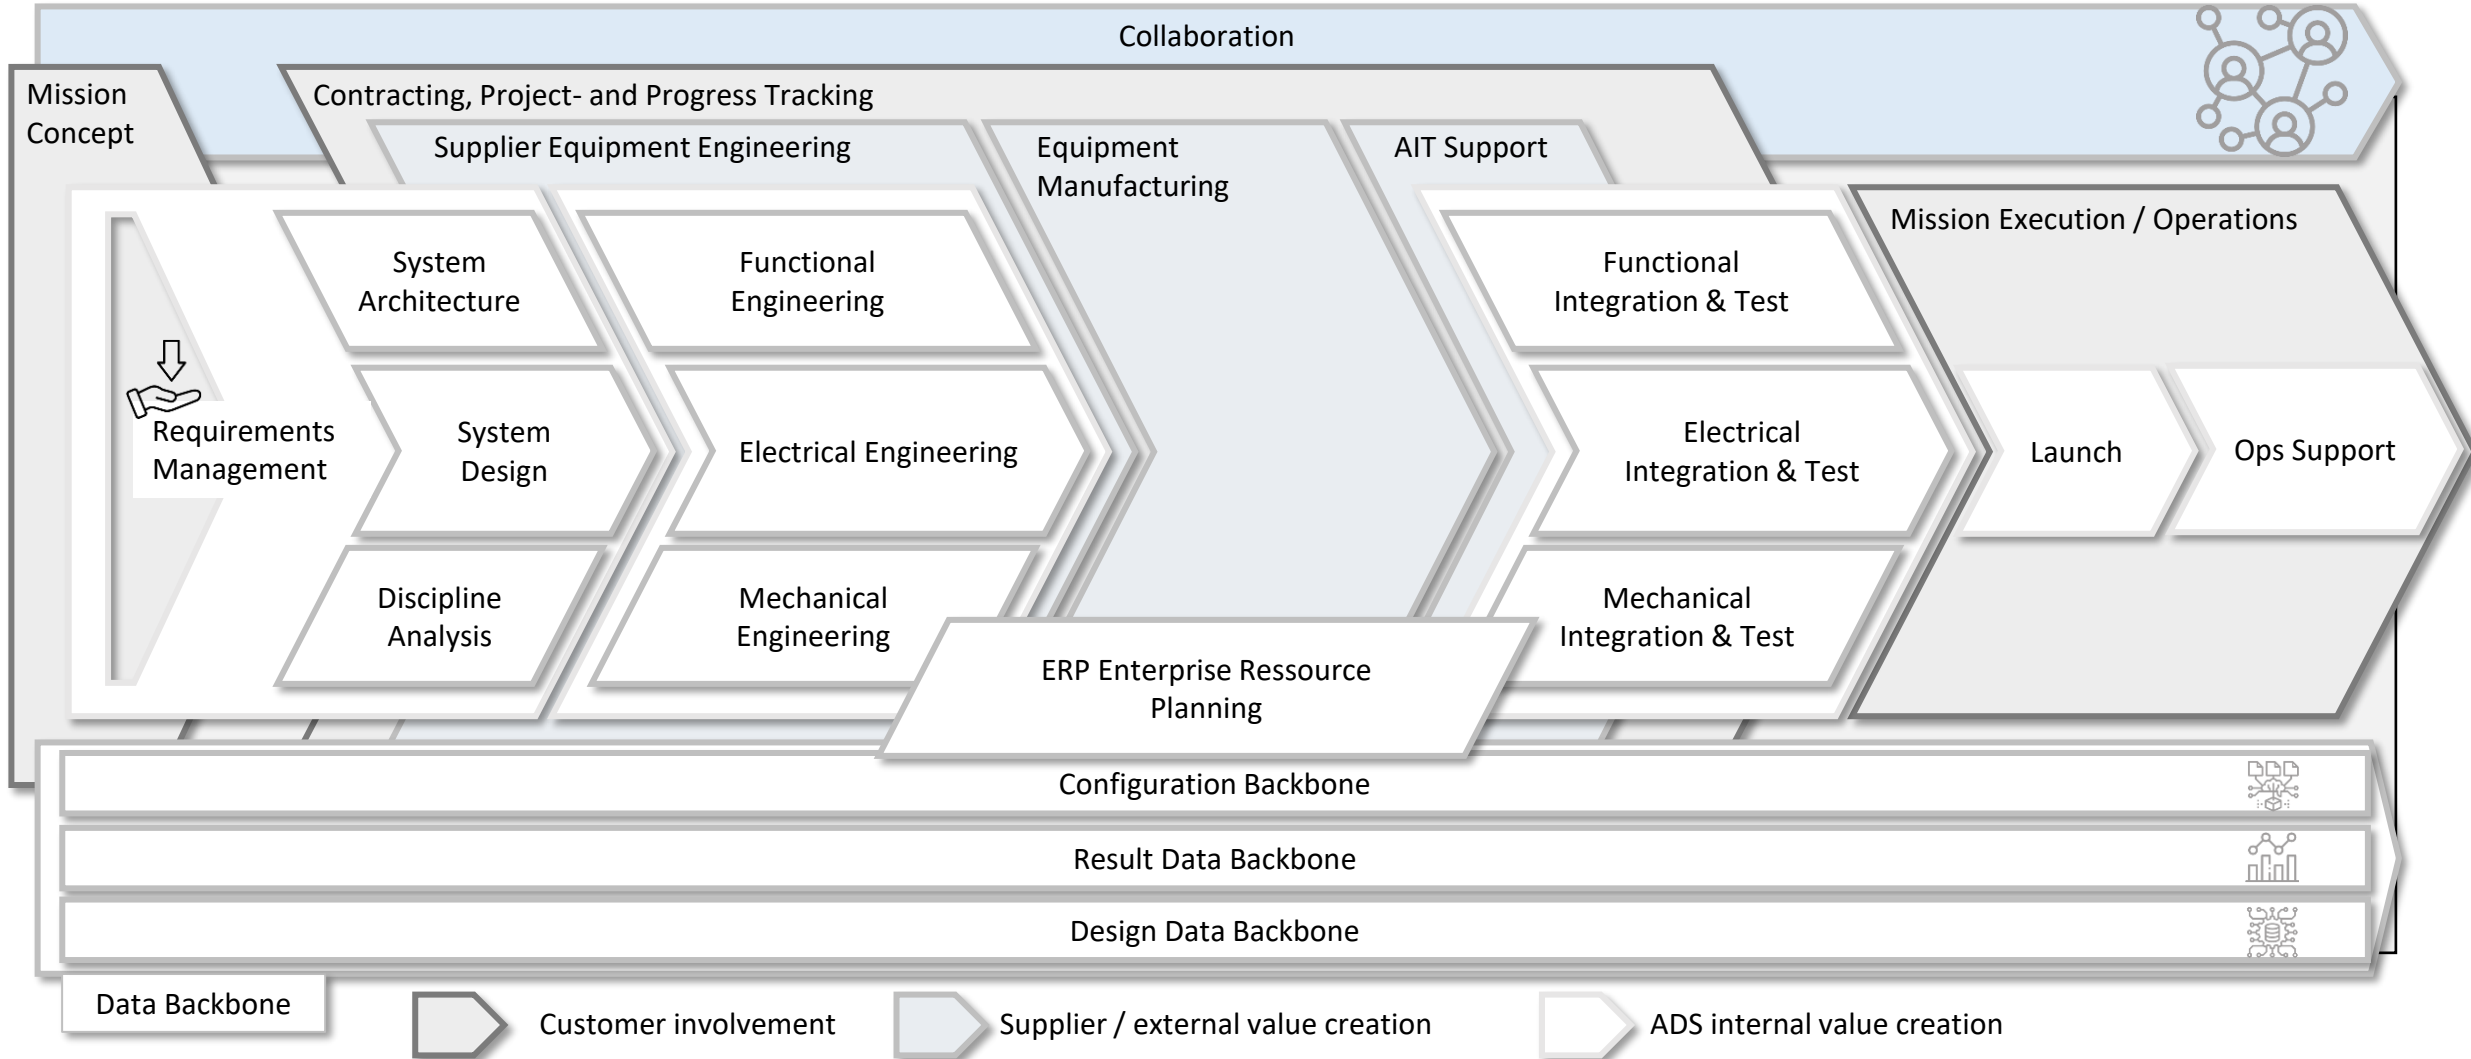 Collaboration
Mission
Concept
Contracting, Project- and Progress Tracking
Supplier Equipment Engineering
Equipment
Manufacturing
AIT Support
Mission Execution / Operations
Requirements
Management
System
Architecture
System
Design
Discipline
Analysis
Functional
Engineering
Electrical Engineering
Mechanical
Engineering
ERP Enterprise Ressource
Planning
Functional
Integration & Test
Electrical
Integration & Test
Mechanical
Integration & Test
Launch
Ops Support
Configuration Backbone
Result Data Backbone
Design Data Backbone
Data Backbone
Customer involvement
Supplier / external value creation
ADS internal value creation